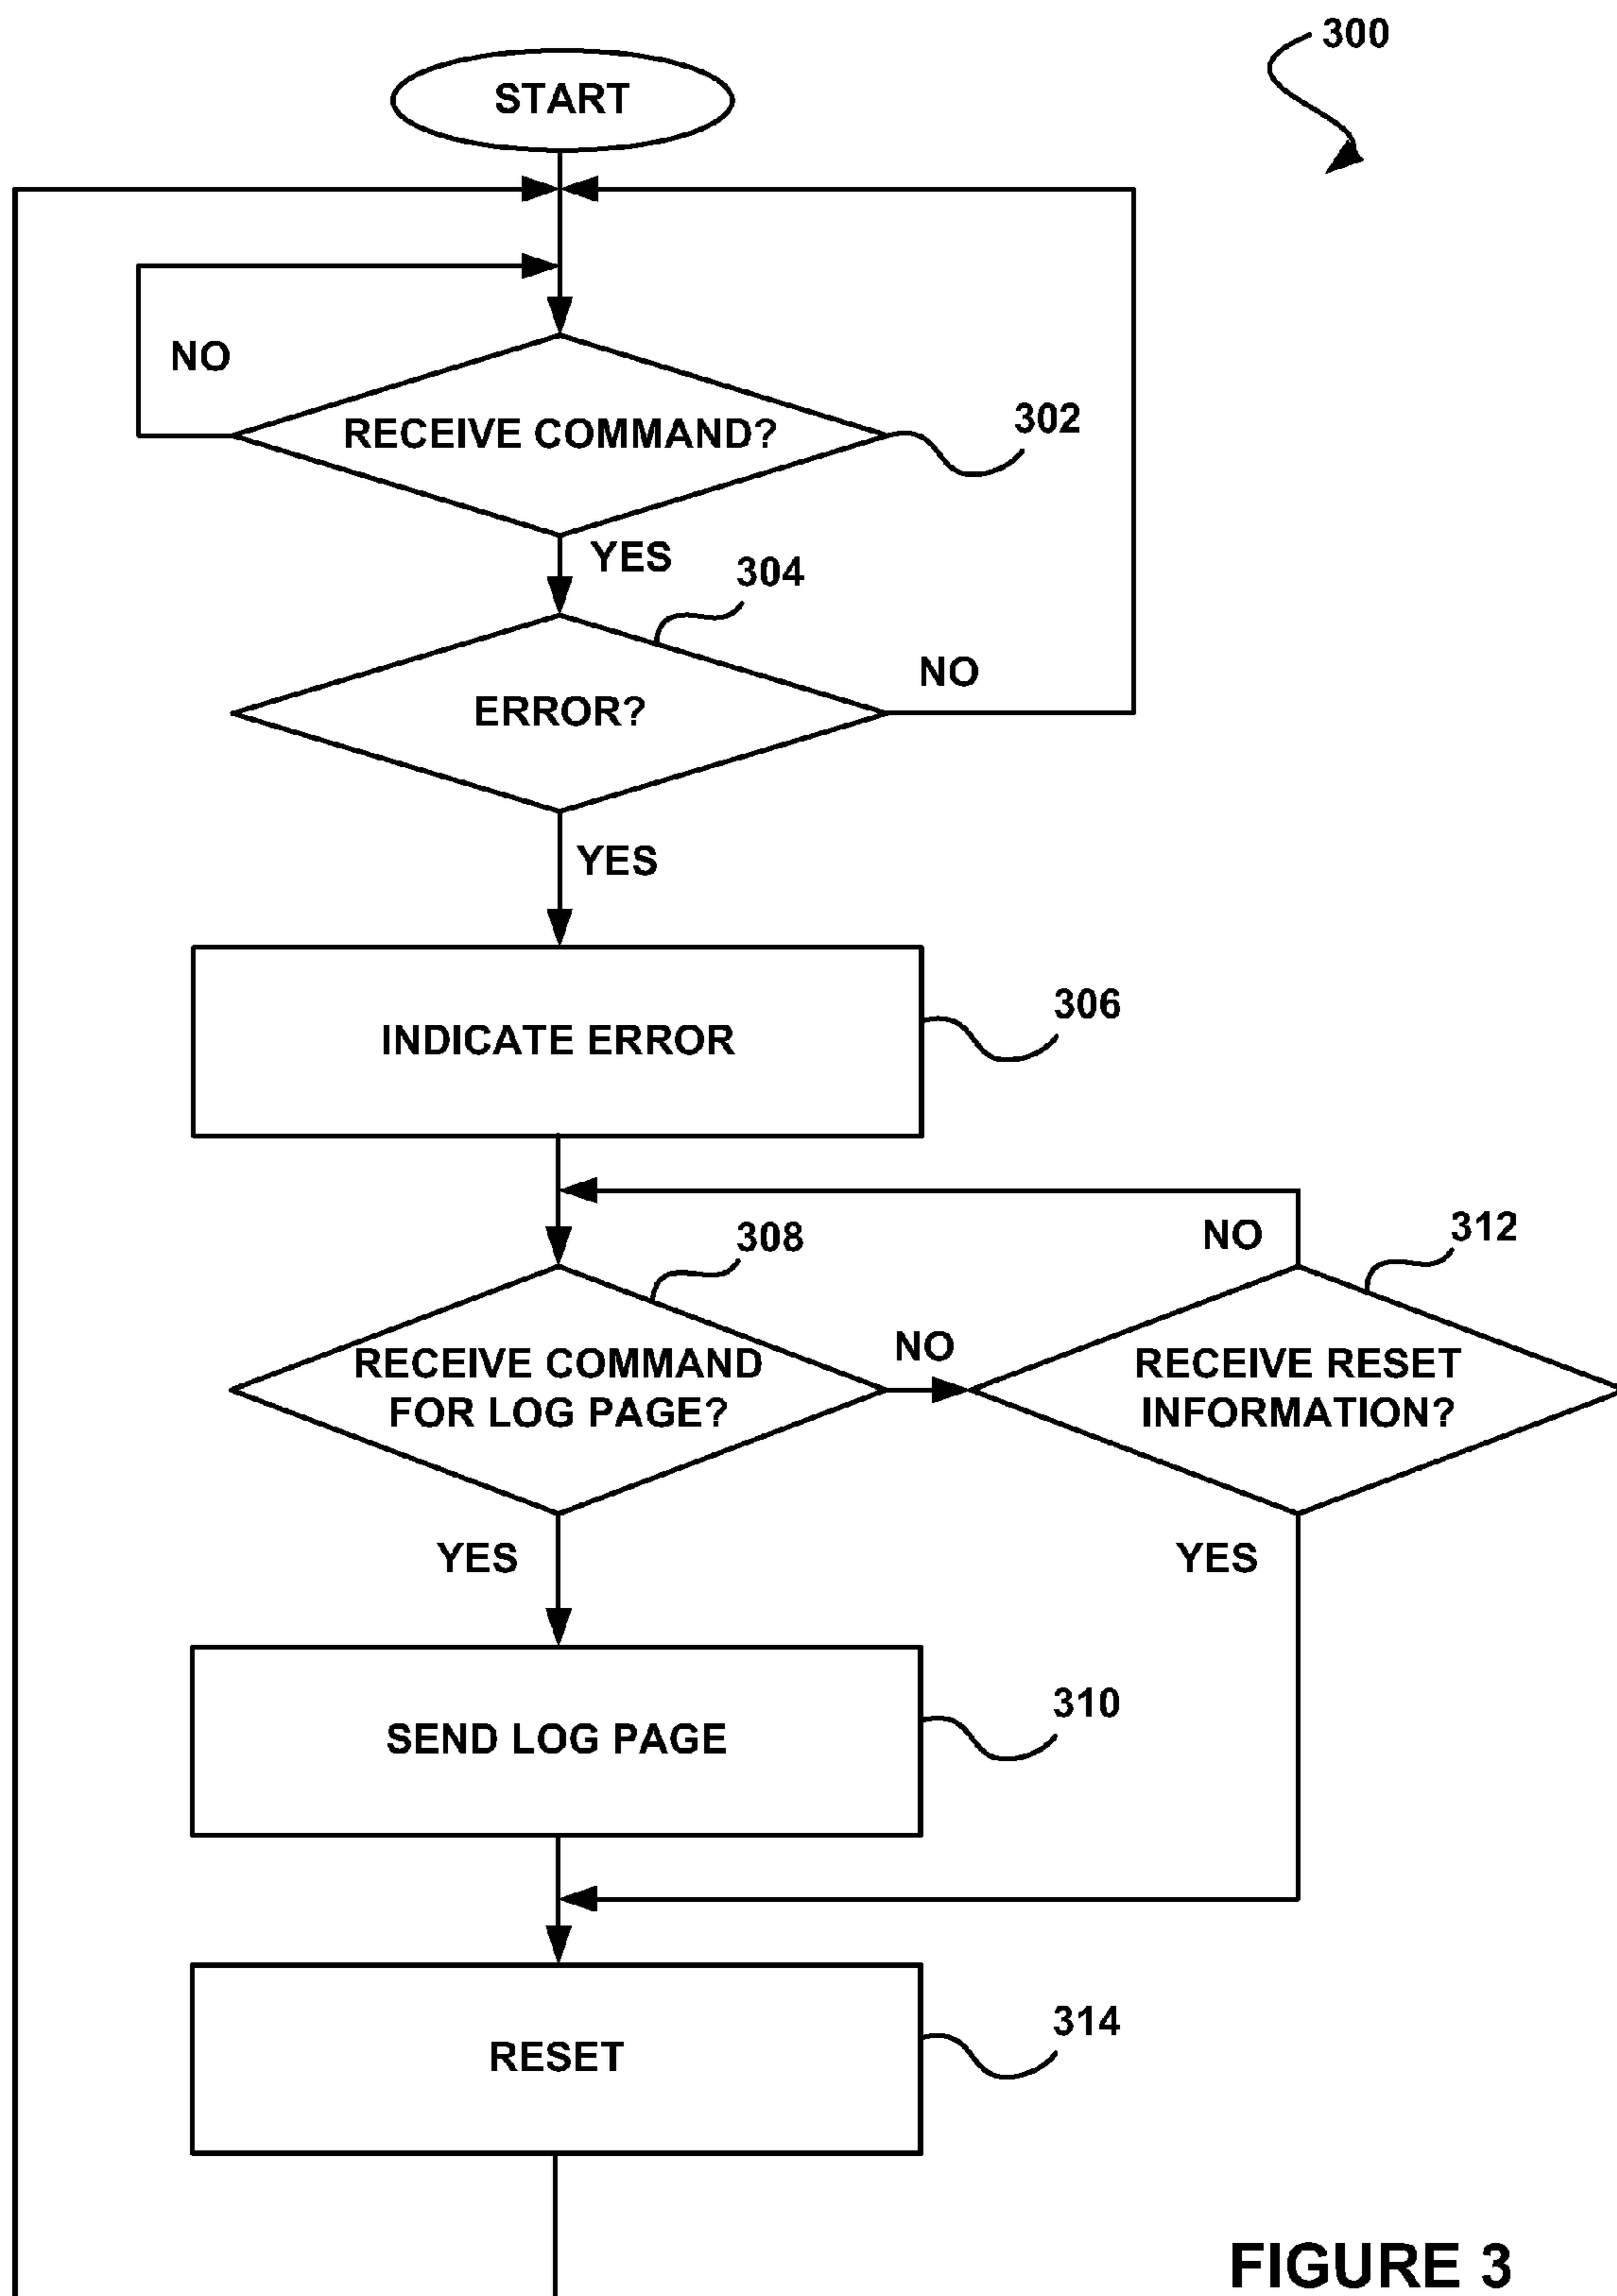 300
START
NO
RECEIVE COMMAND?
302
YES
304
ERROR?
NO
YES
INDICATE ERROR
306
308
NO
312
RECEIVE COMMAND
FOR LOG PAGE?
NO
RECEIVE RESET
INFORMATION?
YES
YES
SEND LOG PAGE
310
RESET
314
FIGURE 3